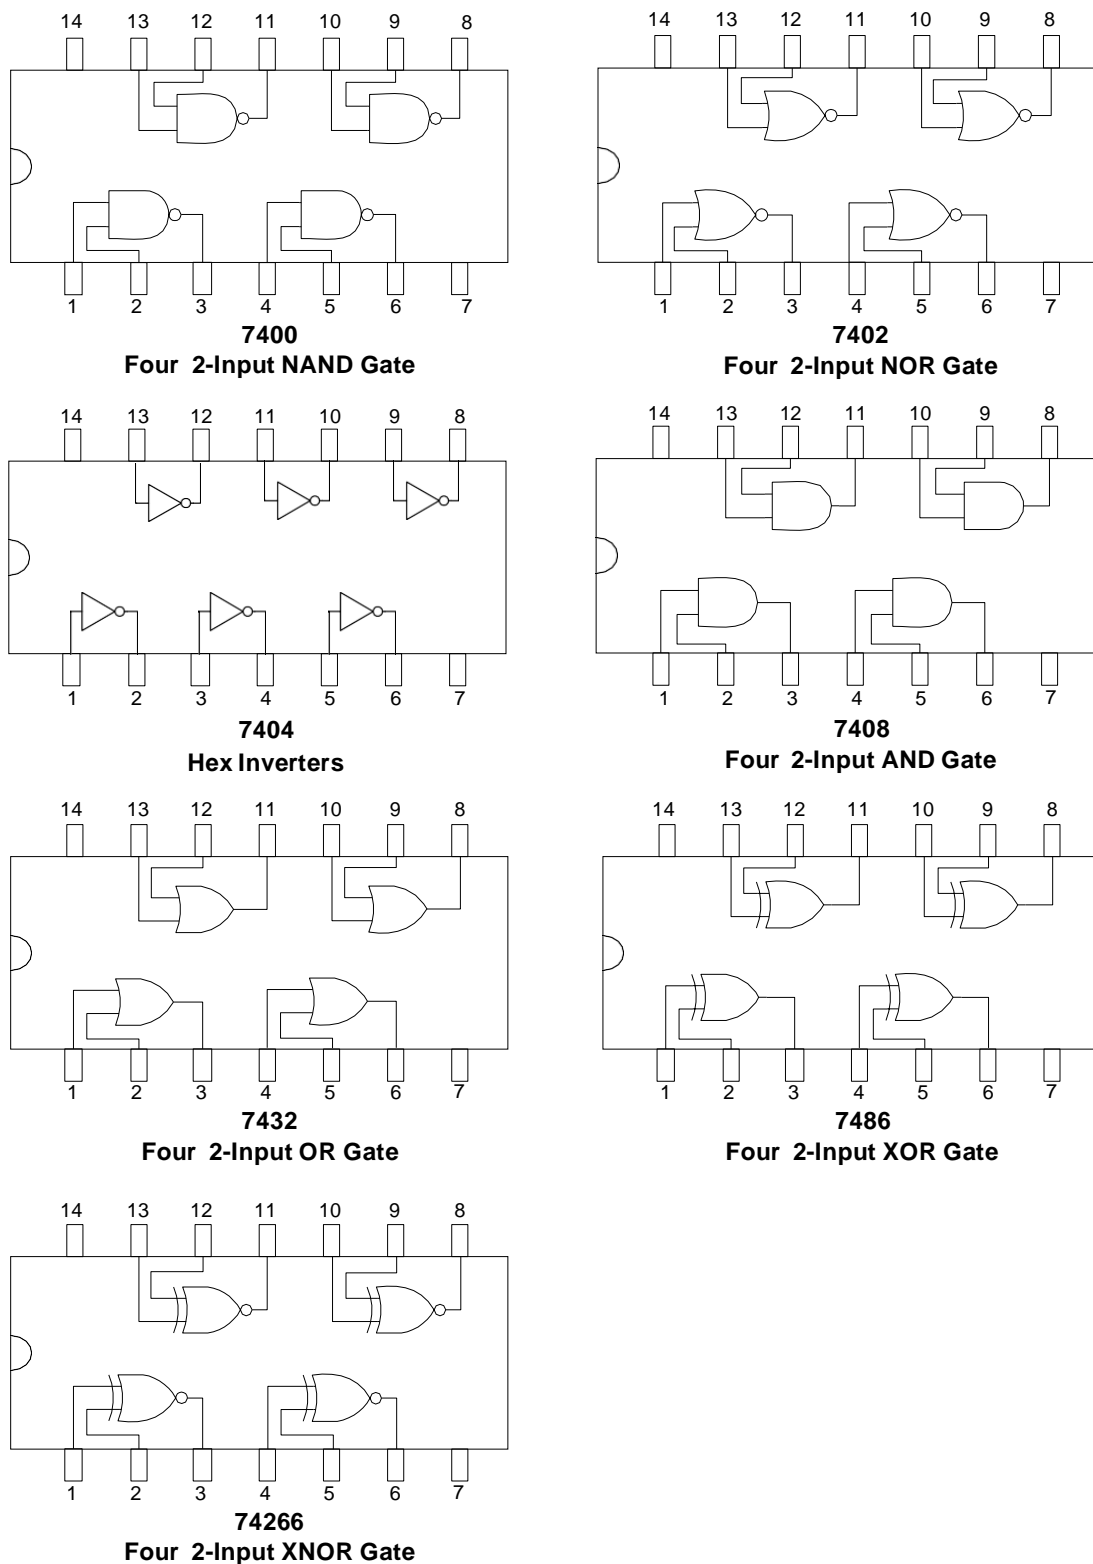 14 13 12 11 10 9 8
1 2 3 4 5 6 7
7400
Four 2-Input NAND Gate
14 13 12 11 10 9 8
1 2 3 4 5 6 7
7402
Four 2-Input NOR Gate
14 13 12 11 10 9 8
1 2 3 4 5 6 7
7404
Hex Inverters
14 13 12 11 10 9 8
1 2 3 4 5 6 7
7408
Four 2-Input AND Gate
14 13 12 11 10 9 8
1 2 3 4 5 6 7
7432
Four 2-Input OR Gate
14 13 12 11 10 9 8
1 2 3 4 5 6 7
7486
Four 2-Input XOR Gate
14 13 12 11 10 9 8
1 2 3 4 5 6 7
74266
Four 2-Input XNOR Gate